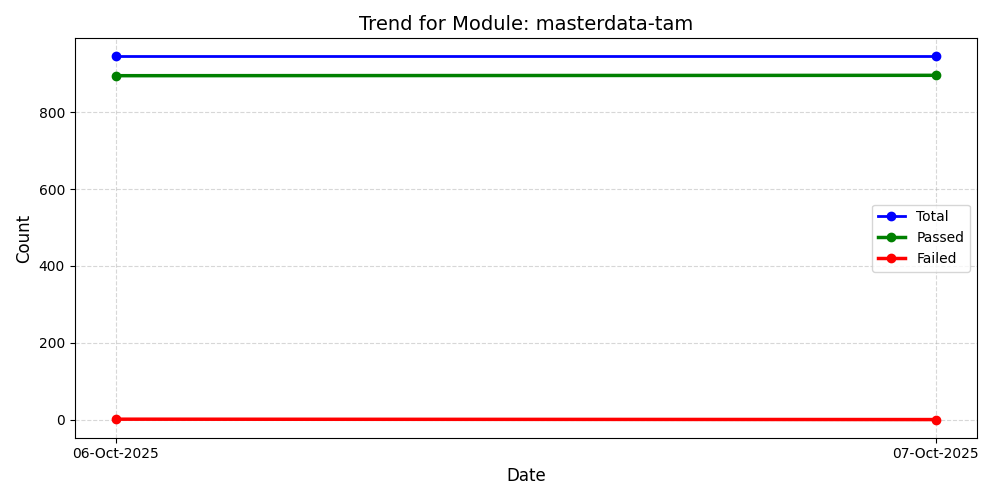 Trend for Module: masterdata-tam
800
600
400
200
0
Count
Total
Passed
Failed
06-Oct-2025
07-Oct-2025
Date